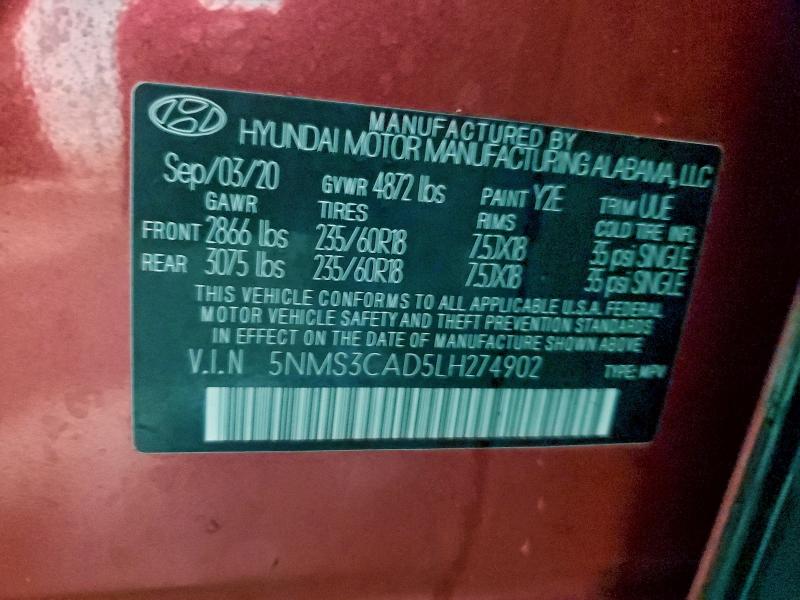 MANUFACTURED BY
HYUNDAI MOTOR MANUFACTURING ALABAMA, LLC
Sep/03/20 GVWR 4872 lbs PAINT Y2E TRIM UUE
GAWR TIRES RIMS COLD TIRE INFL
FRONT 2866 lbs 235/60R18 7.5JX18 35 psi SINGLE
REAR 3075 lbs 235/60R18 7.5JX18 35 psi SINGLE
THIS VEHICLE CONFORMS TO ALL APPLICABLE U.S.A. FEDERAL
MOTOR VEHICLE SAFETY AND THEFT PREVENTION STANDARDS
IN EFFECT ON THE DATE OF MANUFACTURE SHOWN ABOVE
V.I.N 5NMS3CAD5LH274902 TYPE: MPV